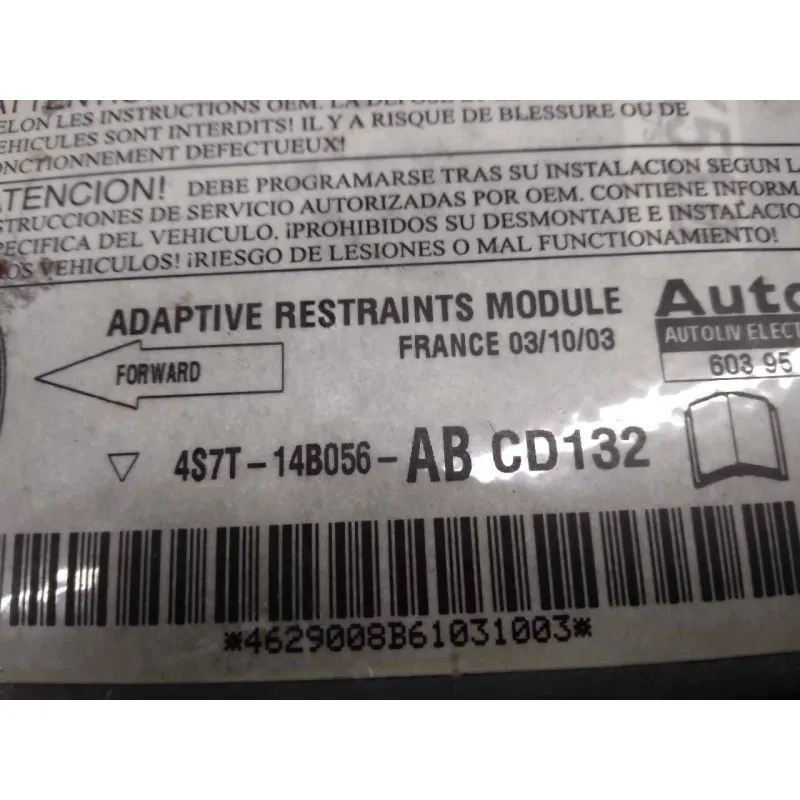 ELON LES INSTRUCTIONS OEM. LA
EHICULES SONT INTERDITS! IL Y A RISQUE DE BLESSURE OU DE
ONCTIONNEMENT DEFECTUEUX!
ATENCION! DEBE PROGRAMARSE TRAS SU INSTALACION SEGUN LA
STRUCCIONES DE SERVICIO AUTORIZADAS POR OEM. CONTIENE INFORMA
PECIFICA DEL VEHICULO. ¡PROHIBIDOS SU DESMONTAJE E INSTALACIO
OS VEHICULOS! ¡RIESGO DE LESIONES O MAL FUNCTIONAMIENTO!
ADAPTIVE RESTRAINTS MODULE
FRANCE 03/10/03
Auto
AUTOLIV ELECT
603 95
FORWARD
4S7T-14B056-AB CD132
*4629008B61031003*